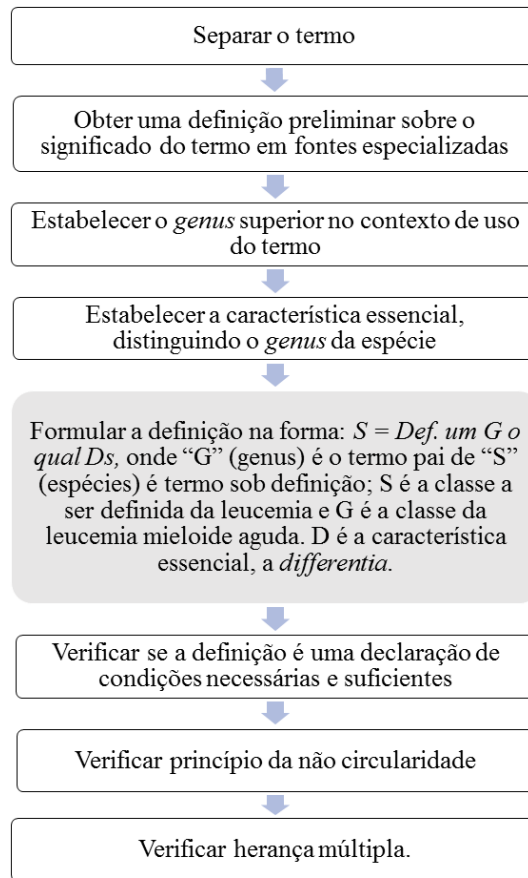 Separar o termo
Obter uma definição preliminar sobre o
significado do termo em fontes especializadas
Estabelecer o genus superior no contexto de uso
do termo
Estabelecer a característica essencial,
distinguindo o genus da espécie
Formular a definição na forma: S = Def. um G o
qual Ds, onde “G” (genus) é o termo pai de “S”
(espécies) é termo sob definição; S é a classe a
ser definida da leucemia e G é a classe da
leucemia mieloide aguda. D é a característica
essencial, a differentia.
Verificar se a definição é uma declaração de
condições necessárias e suficientes
Verificar princípio da não circularidade
Verificar herança múltipla.